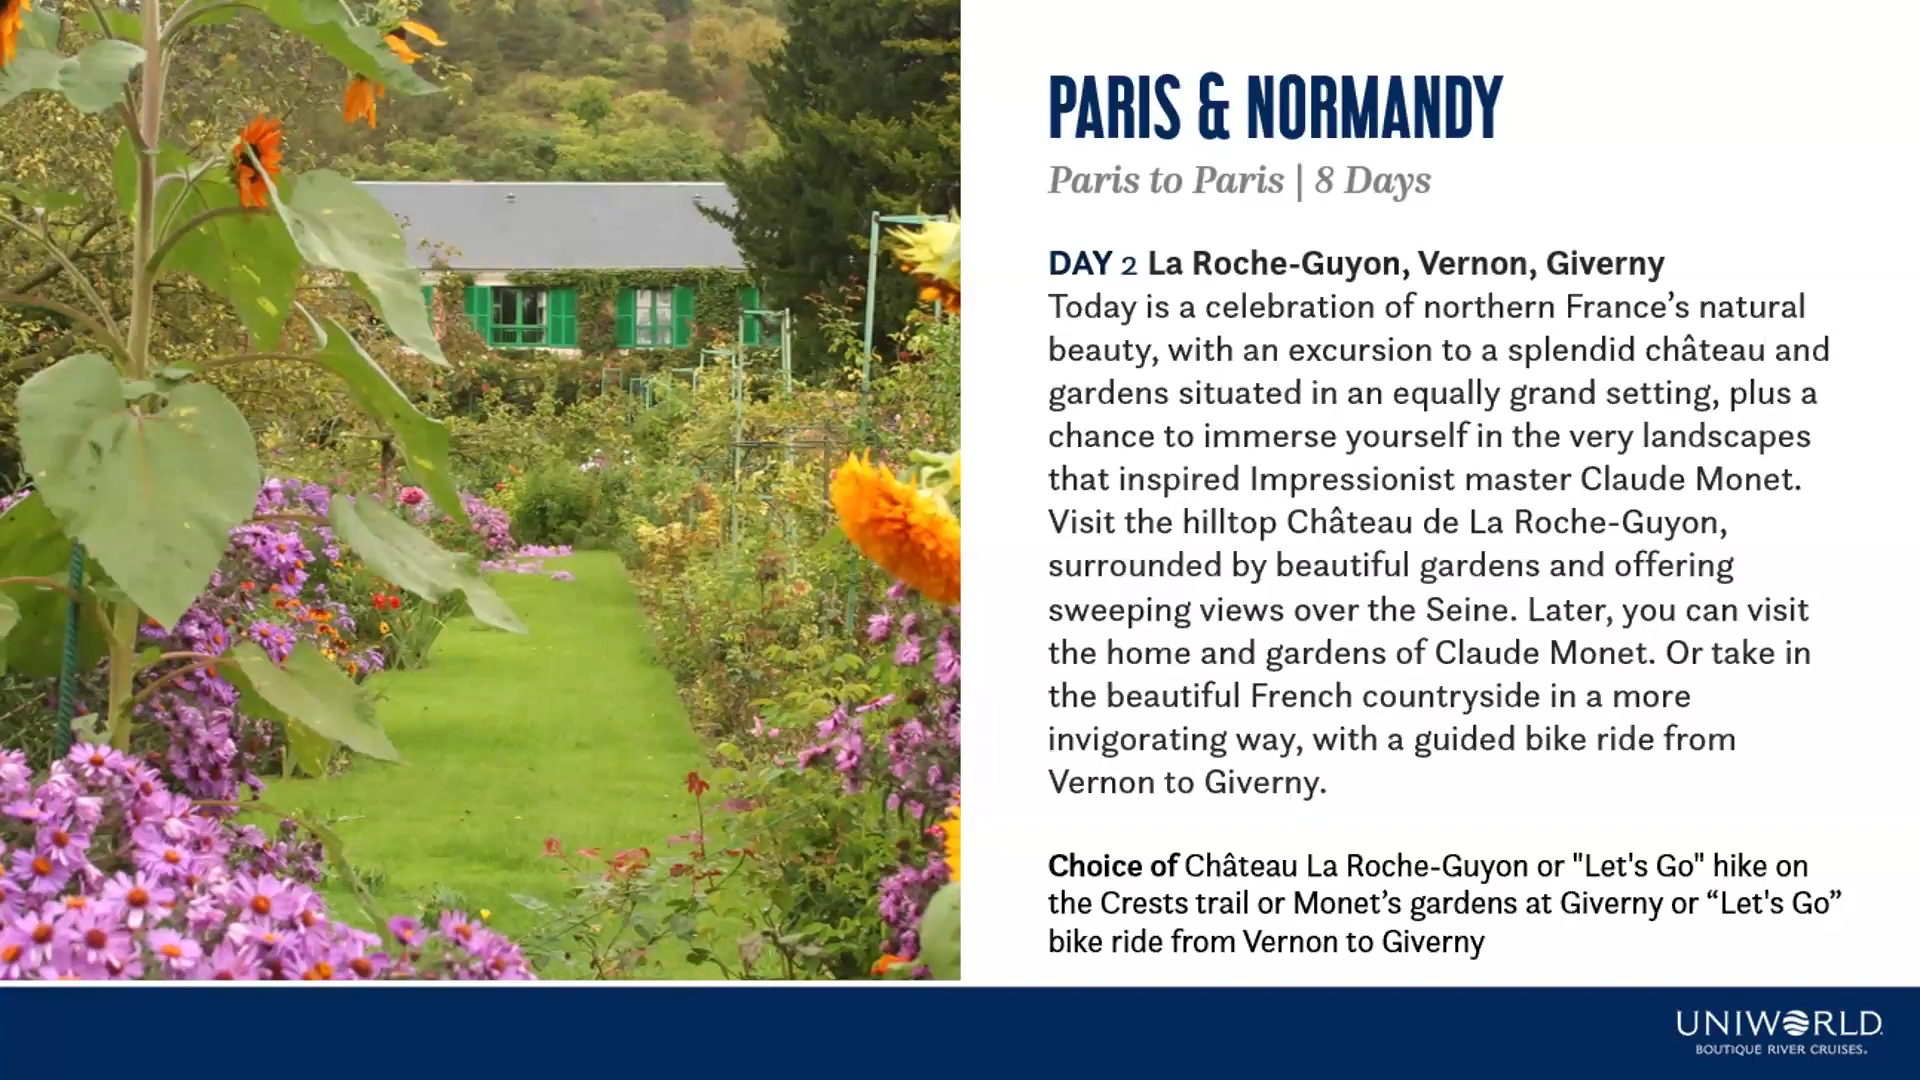 PARIS & NORMANDY
Paris to Paris | 8 Days
DAY 2 La Roche-Guyon, Vernon, Giverny
Today is a celebration of northern France’s natural
beauty, with an excursion to a splendid château and
gardens situated in an equally grand setting, plus a
chance to immerse yourself in the very landscapes
that inspired Impressionist master Claude Monet.
Visit the hilltop Château de La Roche-Guyon,
surrounded by beautiful gardens and offering
sweeping views over the Seine. Later, you can visit
the home and gardens of Claude Monet. Or take in
the beautiful French countryside in a more
invigorating way, with a guided bike ride from
Vernon to Giverny.
Choice of Château La Roche-Guyon or "Let's Go" hike on
the Crests trail or Monet’s gardens at Giverny or “Let's Go”
bike ride from Vernon to Giverny
UNIWORLD
BOUTIQUE RIVER CRUISES.